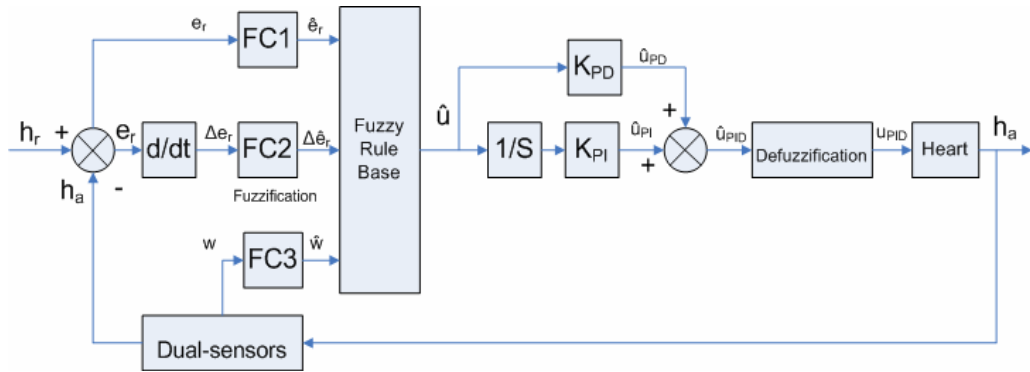 e_r
FC1
ê_r
h_r
+
e_r
d/dt
Δe_r
FC2
Δê_r
Fuzzification
h_a
-
w
FC3
ŵ
Dual-sensors
Fuzzy
Rule
Base
û
K_PD
û_PD
1/S
K_PI
û_PI
+
+
û_PID
Defuzzification
u_PID
Heart
h_a